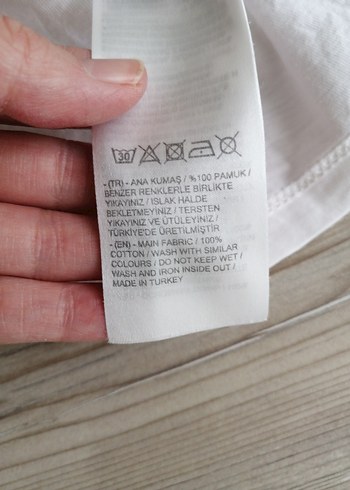 30
-(TR)- ANA KUMAŞ / %100 PAMUK /
BENZER RENKLERLE BİRLİKTE
YIKAYINIZ / ISLAK HALDE
BEKLETMEYİNİZ / TERSTEN
YIKAYINIZ VE ÜTÜLEYİNİZ /
TÜRKİYE'DE ÜRETİLMİŞTİR
-(EN)- MAIN FABRIC / 100%
COTTON / WASH WITH SIMILAR
COLOURS / DO NOT KEEP WET /
WASH AND IRON INSIDE OUT /
MADE IN TURKEY